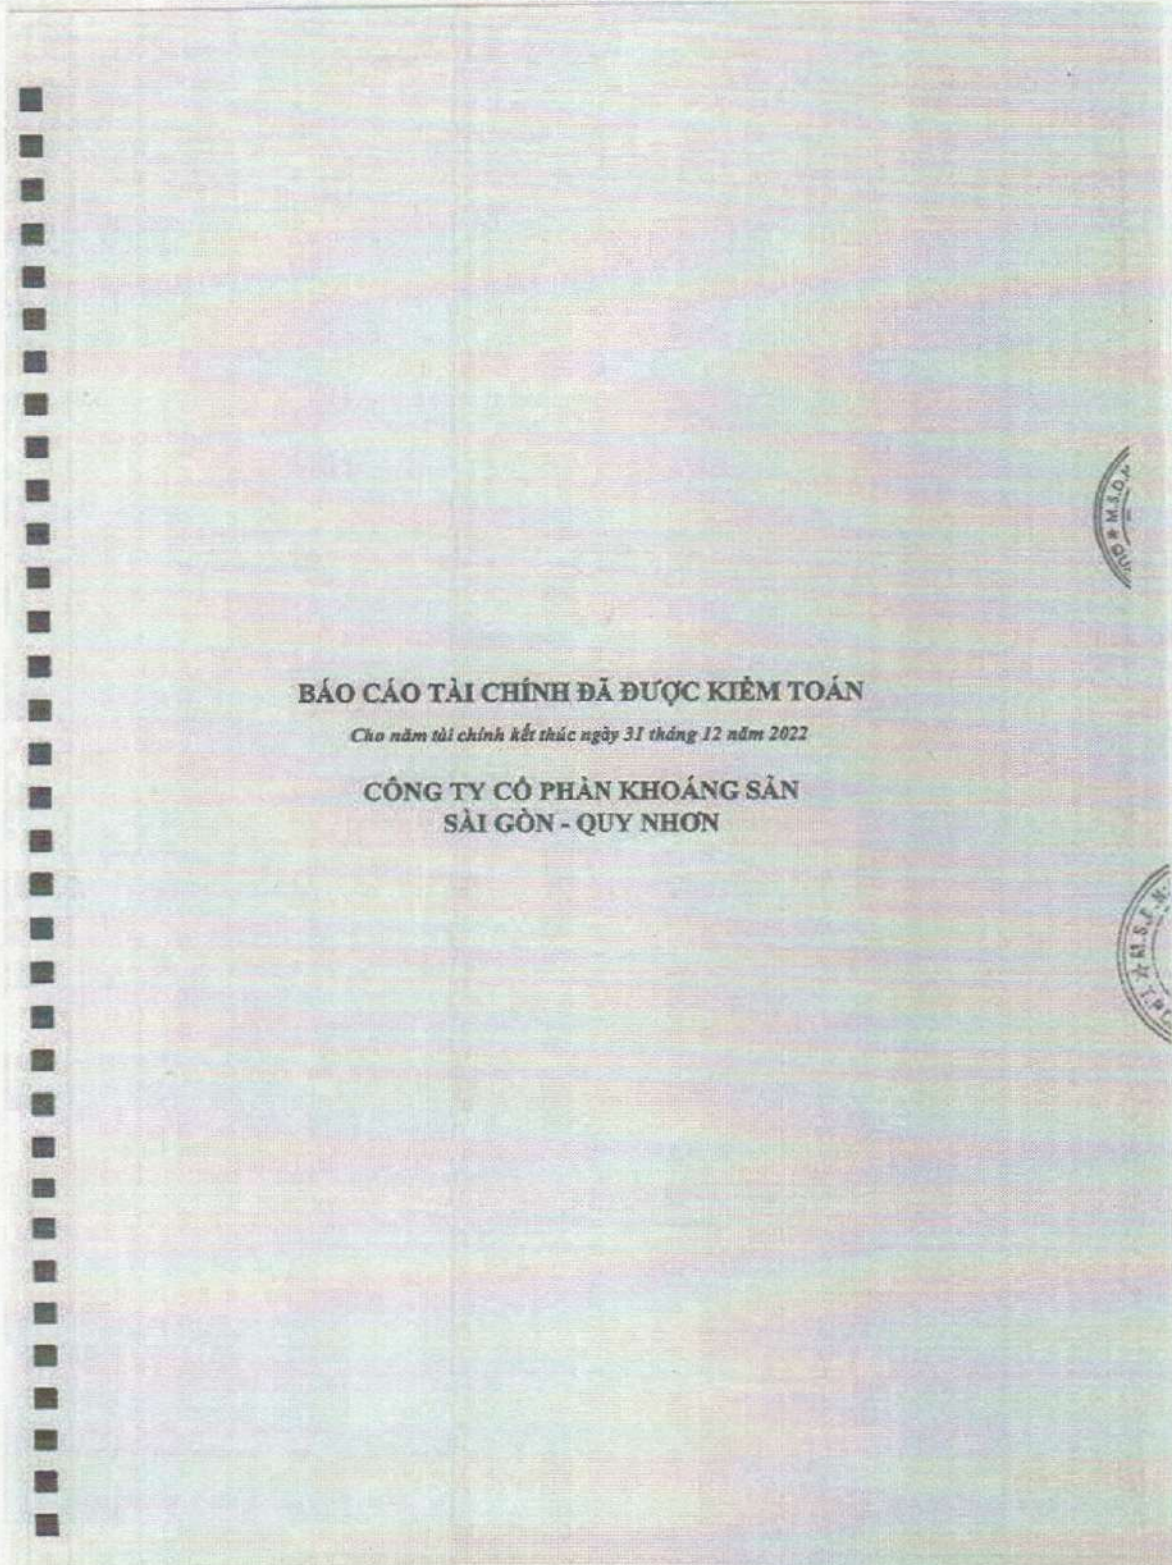 BÁO CÁO TÀI CHÍNH ĐÃ ĐƯỢC KIỂM TOÁN
Cho năm tài chính kết thúc ngày 31 tháng 12 năm 2022
CÔNG TY CỔ PHẦN KHOÁNG SẢN
SÀI GÒN - QUY NHƠN
M.S.D.